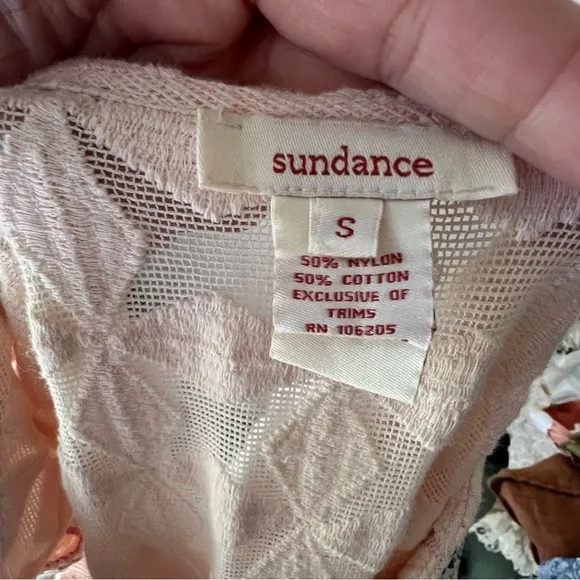 sundance
S
50% NYLON
50% COTTON
EXCLUSIVE OF
TRIMS
RN 106205